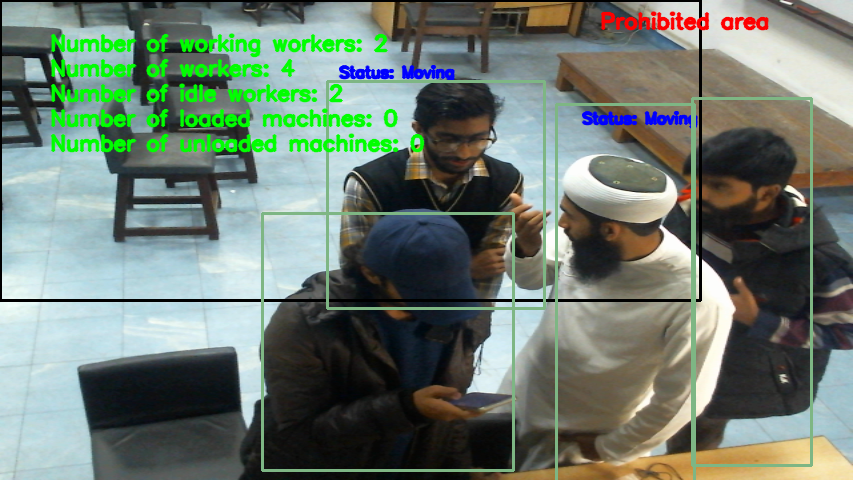 Prohibited area
Number of working workers: 2
Number of workers: 4
Status: Moving
Number of idle workers: 2
Number of loaded machines: 0
Status: Moving
Number of unloaded machines: 0